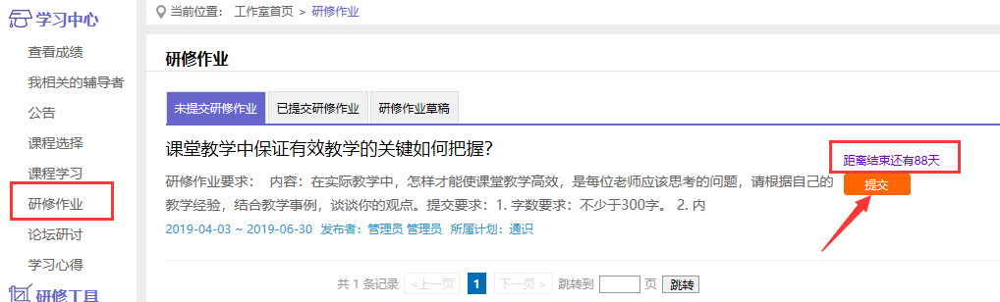 学习中心
查看成绩
我相关的辅导者
公告
课程选择
课程学习
研修作业
论坛研讨
学习心得
研修工具
当前位置： 工作室首页 > 研修作业
研修作业
未提交研修作业 已提交研修作业 研修作业草稿
课堂教学中保证有效教学的关键如何把握？
距离结束还有88天
提交
研修作业要求： 内容：在实际教学中，怎样才能使课堂教学高效，是每位老师应该思考的问题，请根据自己的
教学经验，结合教学事例，谈谈你的观点。提交要求：1. 字数要求：不少于300字。 2. 内
2019-04-03 ~ 2019-06-30 发布者：管理员 管理员 所属计划：通识
共 1 条记录 <上一页 1 下一页 > 跳转到 页 跳转